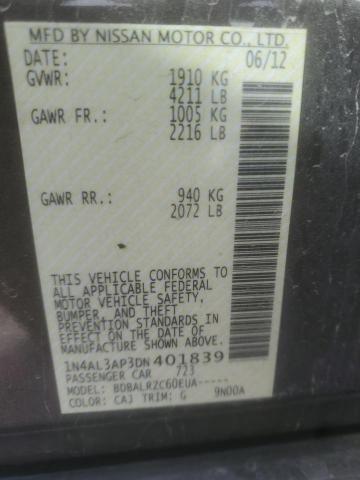 MFD BY NISSAN MOTOR CO., LTD.
DATE: 06/12
GVWR: 1910 KG
4211 LB
GAWR FR.: 1005 KG
2216 LB
GAWR RR.: 940 KG
2072 LB
THIS VEHICLE CONFORMS TO
ALL APPLICABLE FEDERAL
MOTOR VEHICLE SAFETY,
BUMPER, AND THEFT
PREVENTION STANDARDS IN
EFFECT ON THE DATE OF
MANUFACTURE SHOWN ABOVE.
1N4AL3AP3DN401839
PASSENGER CAR 723
MODEL: BDBALRZC60EUA-----
COLOR: CAJ TRIM: G 9N00A